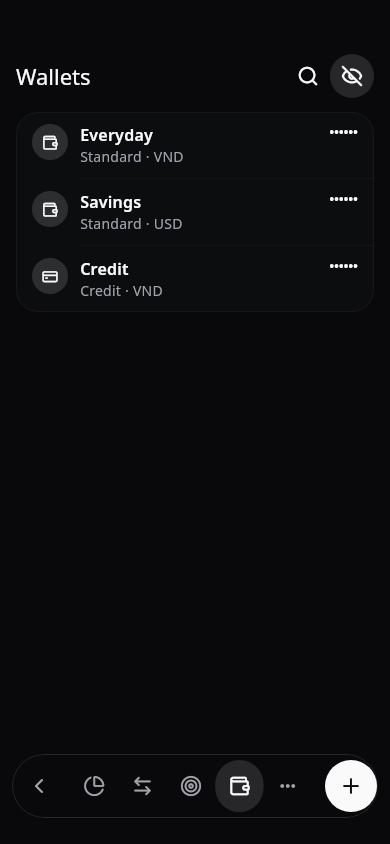 Wallets
Everyday
••••••
Standard · VND
Savings
••••••
Standard · USD
Credit
••••••
Credit · VND